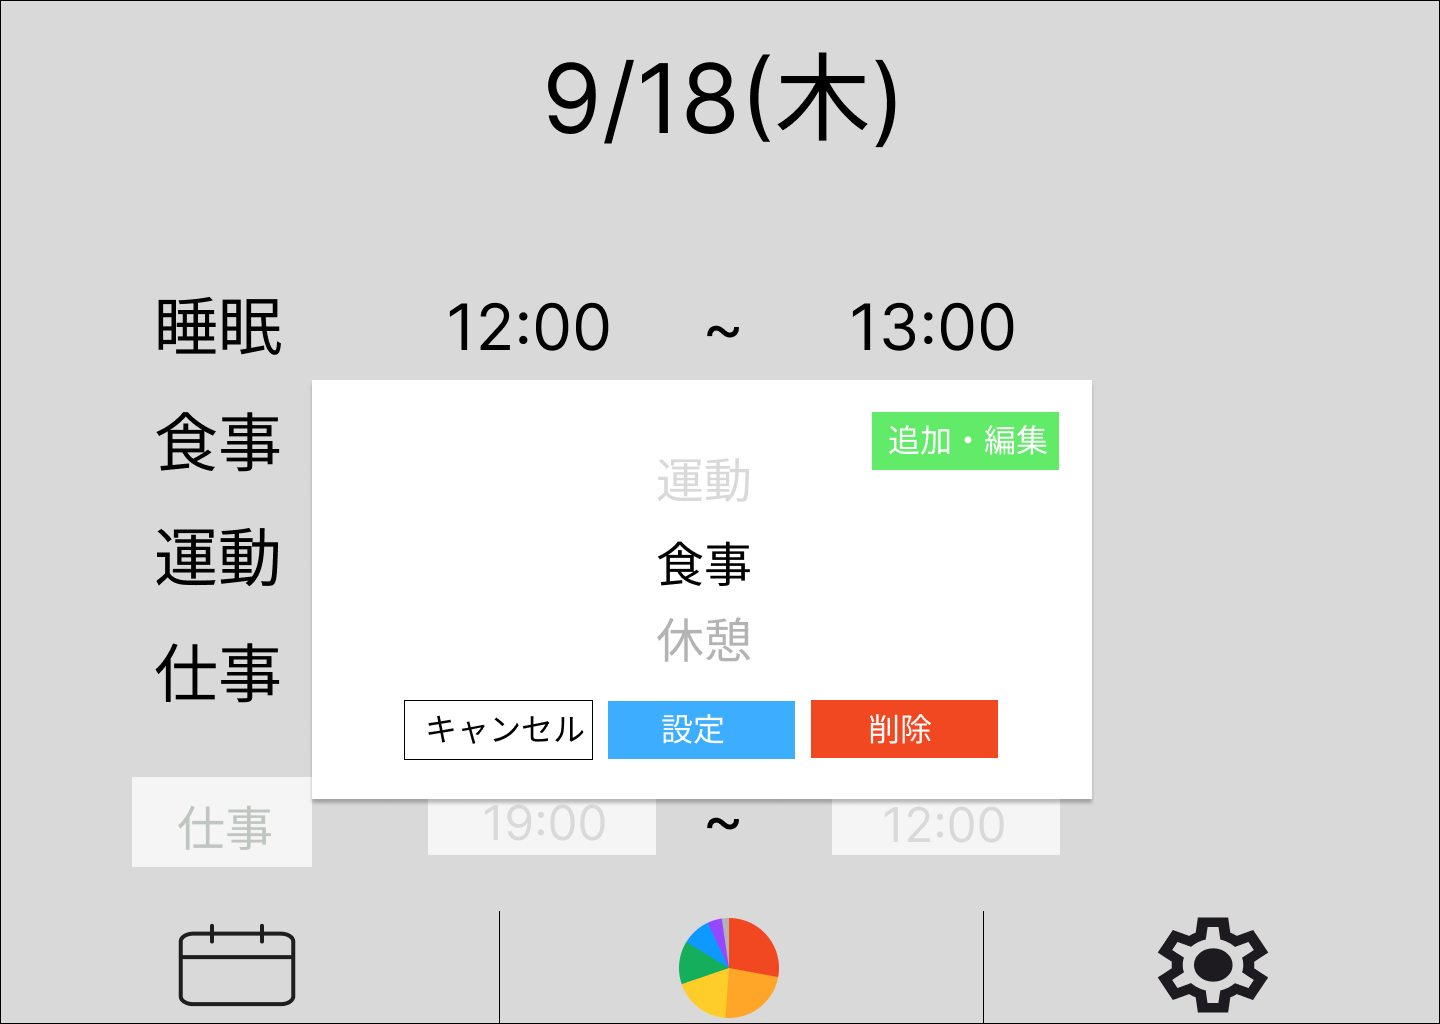 9/18(木)
睡眠 12:00 ~ 13:00
食事
運動
仕事
追加・編集
運動
食事
休憩
キャンセル 設定 削除
仕事 19:00 ~ 12:00